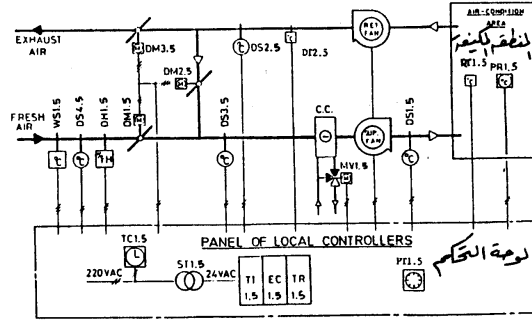 AIR-CONDITION
AREA
المنطقه المكيفه
EXHAUST
AIR
DM3.5
DS2.5
DT2.5
RET
FAN
RT1.5
PR1.5
DM2.5
FRESH
AIR
WS1.5
DS4.5
DH1.5
DM1.5
DS3.5
C.C.
SUP.
FAN
DS1.5
MV1.5
PANEL OF LOCAL CONTROLLERS
لوحة التحكم
TC1.5
220VAC
ST1.5
24VAC
TI
1.5
EC
1.5
TR
1.5
PT1.5